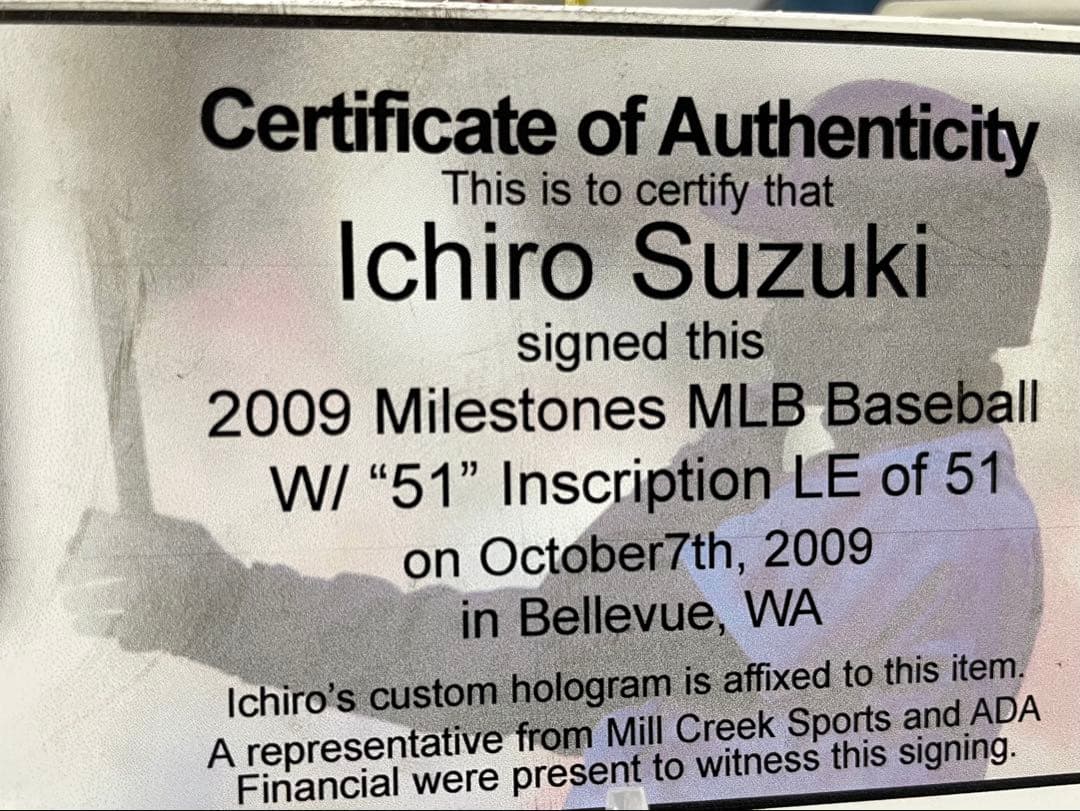 Certificate of Authenticity
This is to certify that
Ichiro Suzuki
signed this
2009 Milestones MLB Baseball
W/ “51” Inscription LE of 51
on October7th, 2009
in Bellevue, WA
Ichiro’s custom hologram is affixed to this item.
A representative from Mill Creek Sports and ADA
Financial were present to witness this signing.